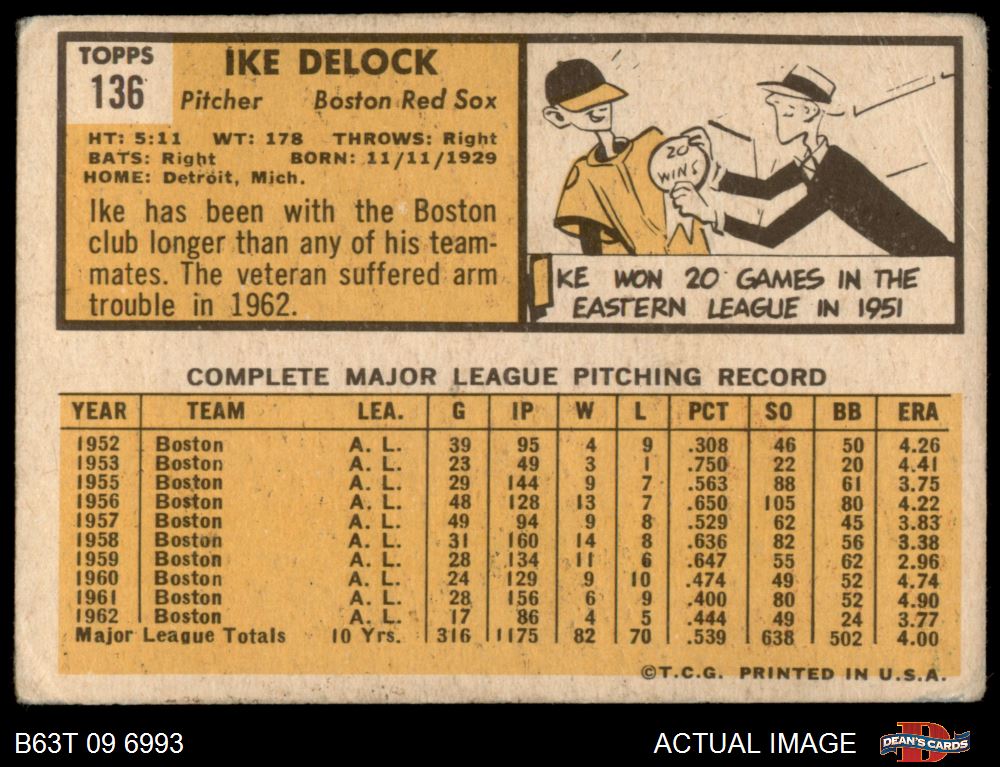 TOPPS
136
IKE DELOCK
Pitcher Boston Red Sox
HT: 5:11 WT: 178 THROWS: Right
BATS: Right BORN: 11/11/1929
HOME: Detroit, Mich.
Ike has been with the Boston
club longer than any of his team-
mates. The veteran suffered arm
trouble in 1962.
20
WINS
IKE WON 20 GAMES IN THE
EASTERN LEAGUE IN 1951
COMPLETE MAJOR LEAGUE PITCHING RECORD
YEAR TEAM LEA. G IP W L PCT SO BB ERA
1952 Boston A. L. 39 95 4 9 .308 46 50 4.26
1953 Boston A. L. 23 49 3 1 .750 22 20 4.41
1955 Boston A. L. 29 144 9 7 .563 88 61 3.75
1956 Boston A. L. 48 128 13 7 .650 105 80 4.22
1957 Boston A. L. 49 94 9 8 .529 62 45 3.83
1958 Boston A. L. 31 160 14 8 .636 82 56 3.38
1959 Boston A. L. 28 134 11 6 .647 55 62 2.96
1960 Boston A. L. 24 129 9 10 .474 49 52 4.74
1961 Boston A. L. 28 156 6 9 .400 80 52 4.90
1962 Boston A. L. 17 86 4 5 .444 49 24 3.77
Major League Totals 10 Yrs. 316 1175 82 70 .539 638 502 4.00
©T.C.G. PRINTED IN U.S.A.
B63T 09 6993
ACTUAL IMAGE
DEAN'S CARDS